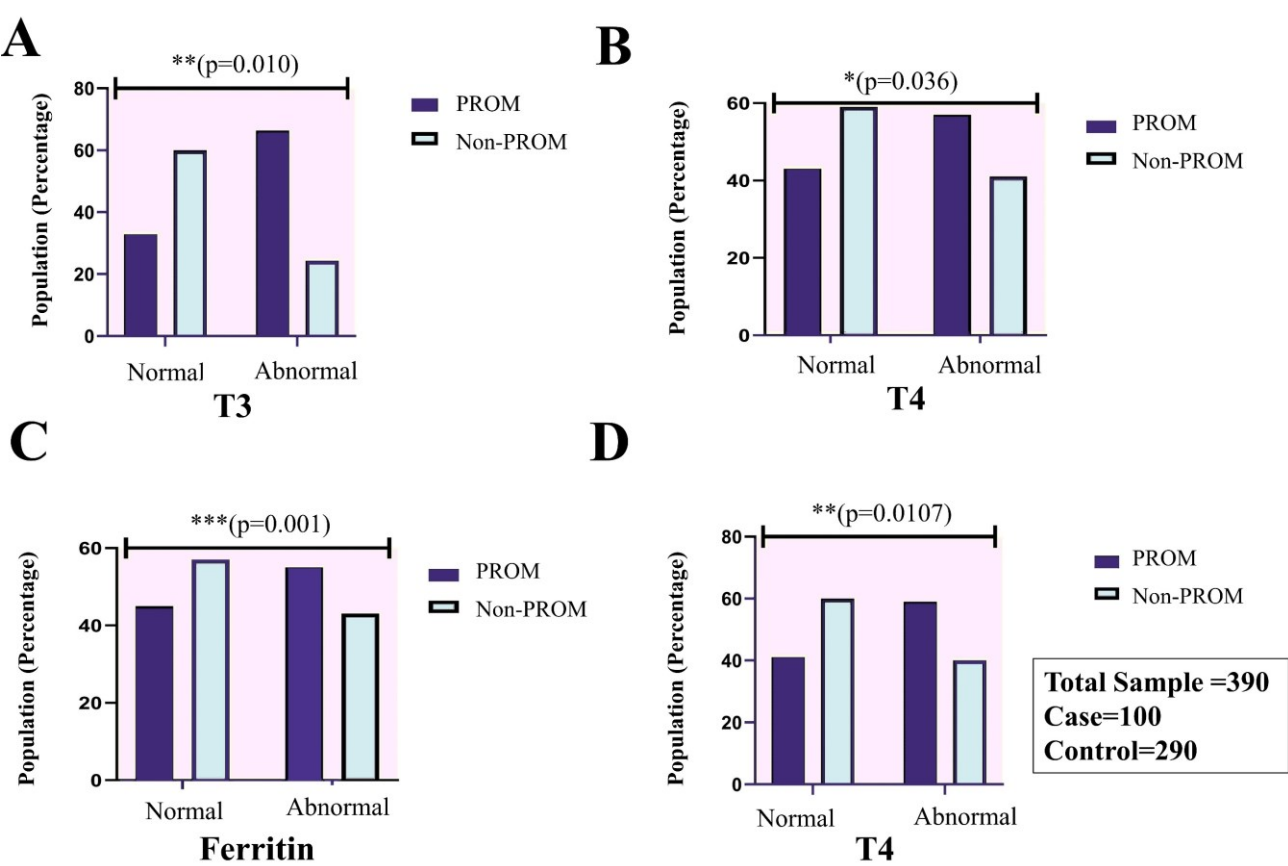 A
**(p=0.010)
Population (Percentage)
80
60
40
20
0
Normal
Abnormal
T3
PROM
Non-PROM
B
*(p=0.036)
Population (Percentage)
60
40
20
0
Normal
Abnormal
T4
PROM
Non-PROM
C
***(p=0.001)
Population (Percentage)
60
40
20
0
Normal
Abnormal
Ferritin
PROM
Non-PROM
D
**(p=0.0107)
Population (Percentage)
80
60
40
20
0
Normal
Abnormal
T4
PROM
Non-PROM
Total Sample =390
Case=100
Control=290